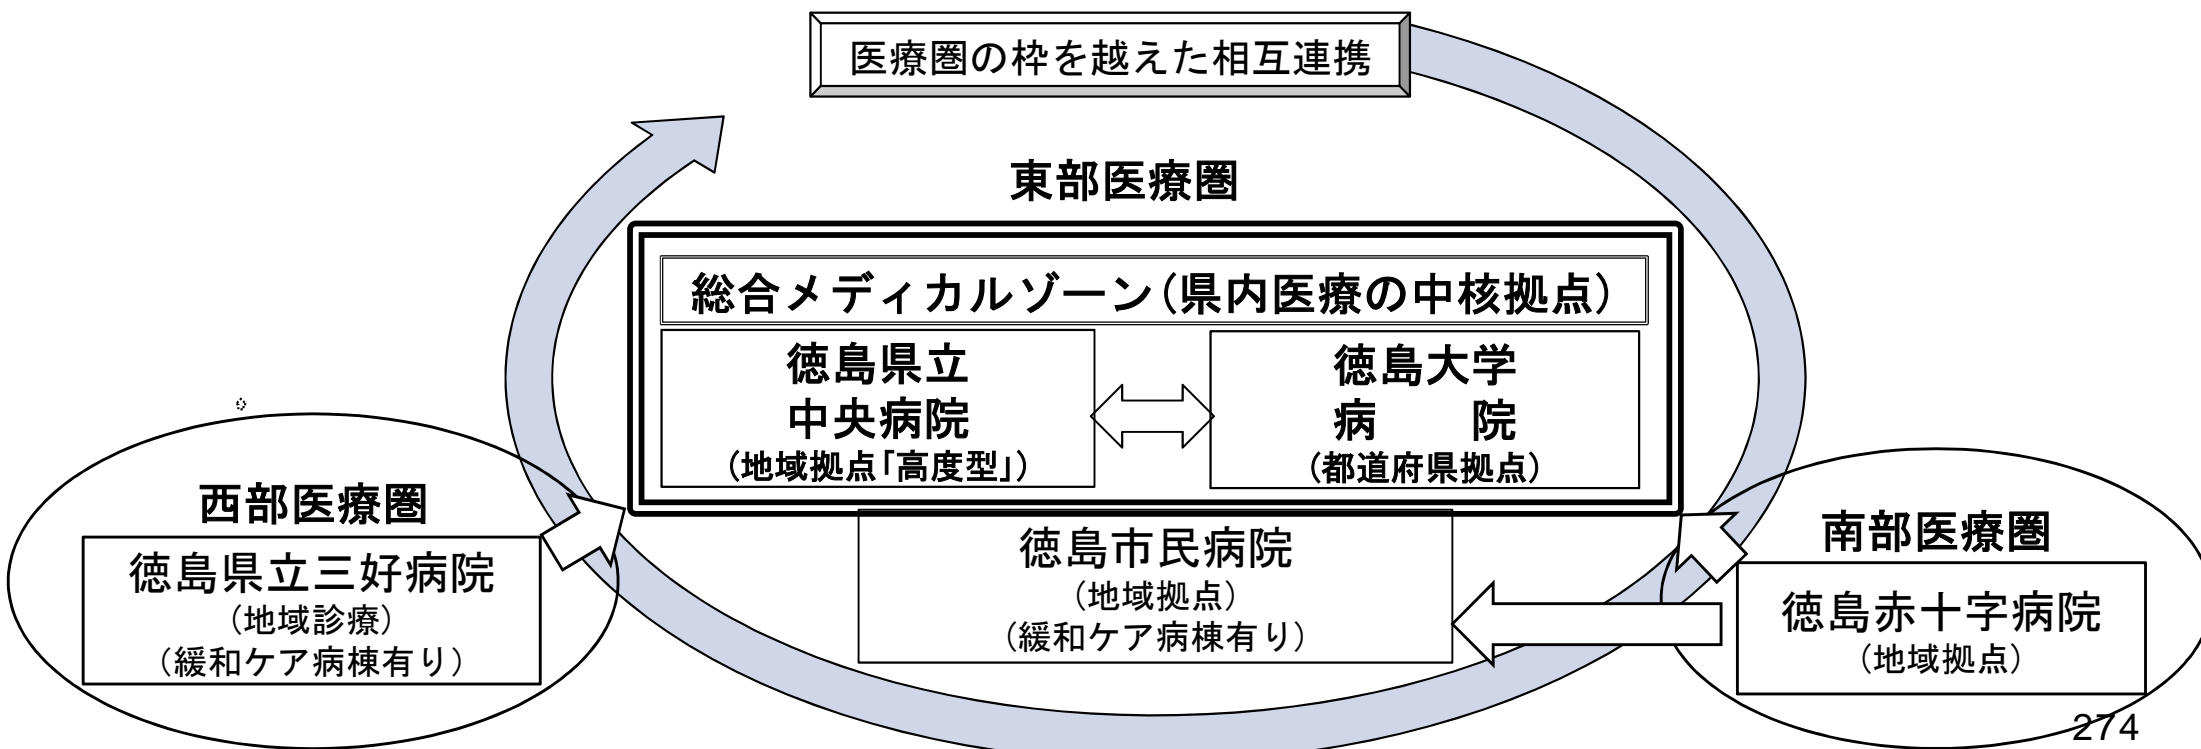 医療圏の枠を越えた相互連携
東部医療圏
総合メディカルゾーン(県内医療の中核拠点)
徳島県立
中央病院
(地域拠点「高度型」)
徳島大学
病　　院
(都道府県拠点)
西部医療圏
徳島県立三好病院
(地域診療)
(緩和ケア病棟有り)
徳島市民病院
(地域拠点)
(緩和ケア病棟有り)
南部医療圏
徳島赤十字病院
(地域拠点)
274